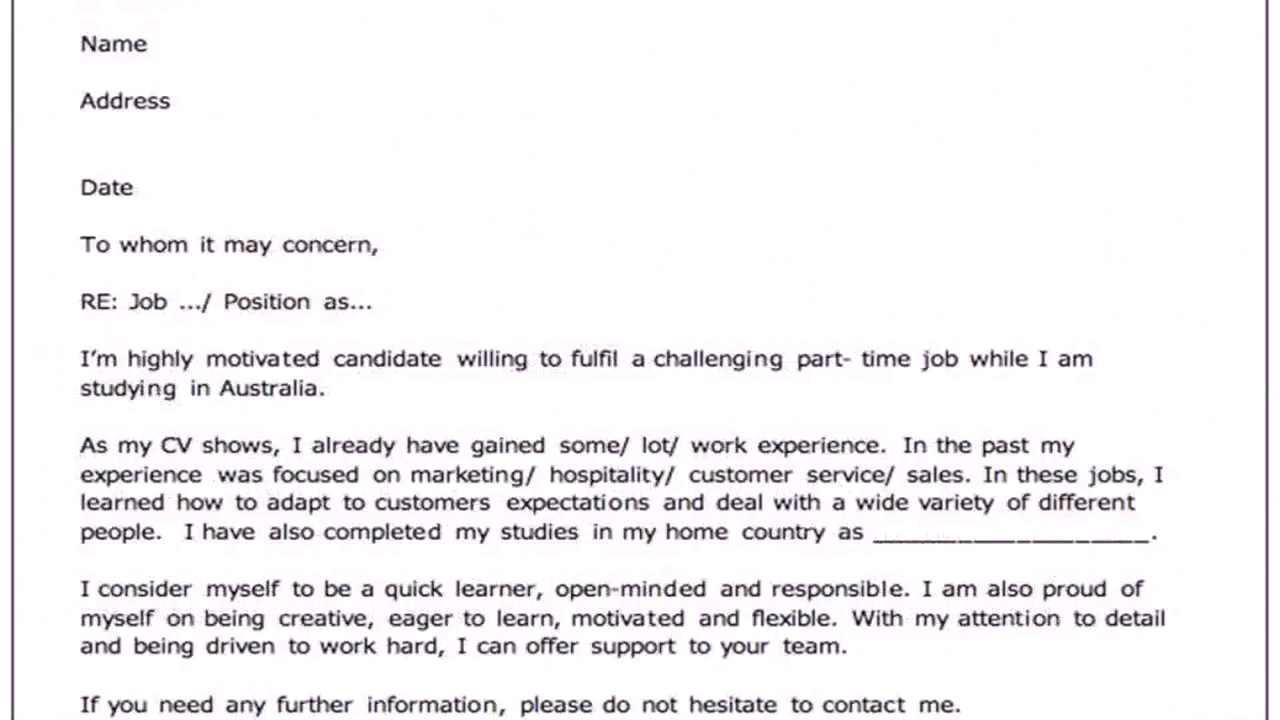 Name
Address
Date
To whom it may concern,
RE: Job .../ Position as...
I'm highly motivated candidate willing to fulfil a challenging part- time job while I am
studying in Australia.
As my CV shows, I already have gained some/ lot/ work experience. In the past my
experience was focused on marketing/ hospitality/ customer service/ sales. In these jobs, I
learned how to adapt to customers expectations and deal with a wide variety of different
people. I have also completed my studies in my home country as ____________________.
I consider myself to be a quick learner, open-minded and responsible. I am also proud of
myself on being creative, eager to learn, motivated and flexible. With my attention to detail
and being driven to work hard, I can offer support to your team.
If you need any further information, please do not hesitate to contact me.